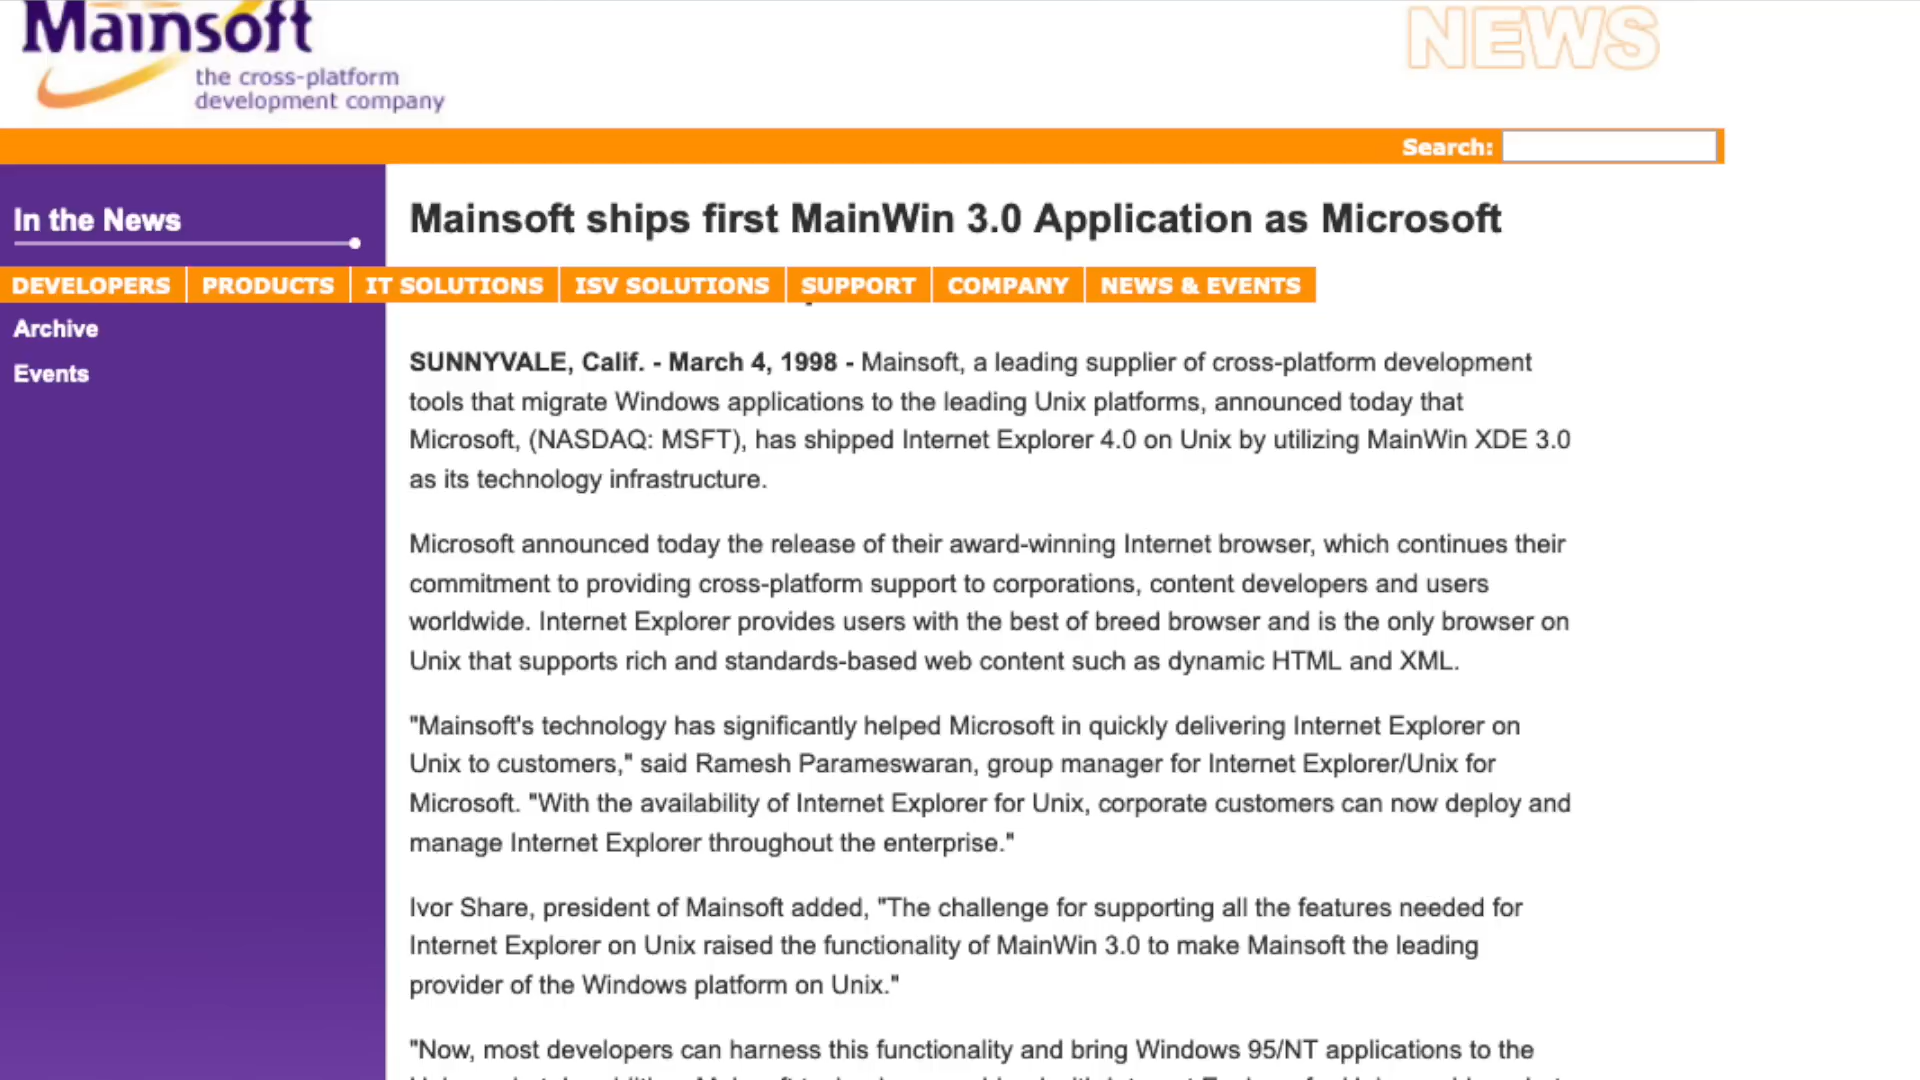 Mainsoft
the cross-platform
development company
NEWS
Search:
In the News
Mainsoft ships first MainWin 3.0 Application as Microsoft
DEVELOPERS PRODUCTS IT SOLUTIONS ISV SOLUTIONS SUPPORT COMPANY NEWS & EVENTS
Archive
Events
SUNNYVALE, Calif. - March 4, 1998 - Mainsoft, a leading supplier of cross-platform development
tools that migrate Windows applications to the leading Unix platforms, announced today that
Microsoft, (NASDAQ: MSFT), has shipped Internet Explorer 4.0 on Unix by utilizing MainWin XDE 3.0
as its technology infrastructure.
Microsoft announced today the release of their award-winning Internet browser, which continues their
commitment to providing cross-platform support to corporations, content developers and users
worldwide. Internet Explorer provides users with the best of breed browser and is the only browser on
Unix that supports rich and standards-based web content such as dynamic HTML and XML.
"Mainsoft's technology has significantly helped Microsoft in quickly delivering Internet Explorer on
Unix to customers," said Ramesh Parameswaran, group manager for Internet Explorer/Unix for
Microsoft. "With the availability of Internet Explorer for Unix, corporate customers can now deploy and
manage Internet Explorer throughout the enterprise."
Ivor Share, president of Mainsoft added, "The challenge for supporting all the features needed for
Internet Explorer on Unix raised the functionality of MainWin 3.0 to make Mainsoft the leading
provider of the Windows platform on Unix."
"Now, most developers can harness this functionality and bring Windows 95/NT applications to the